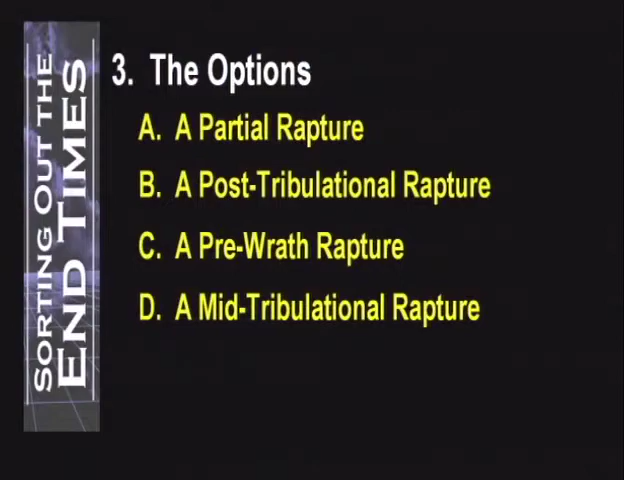 SORTING OUT THE
END TIMES
3. The Options
A. A Partial Rapture
B. A Post-Tribulational Rapture
C. A Pre-Wrath Rapture
D. A Mid-Tribulational Rapture